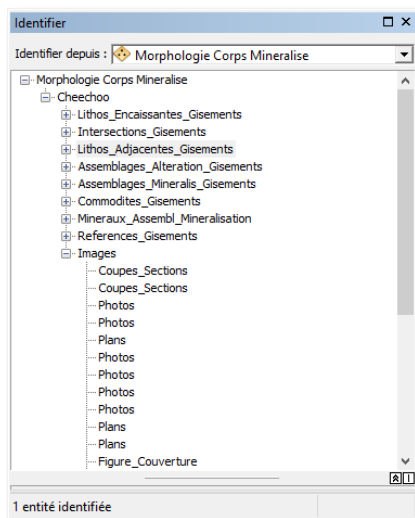 Identifier
Identifier depuis : Morphologie Corps Mineralise
Morphologie Corps Mineralise
Cheechoo
Lithos_Encaissantes_Gisements
Intersections_Gisements
Lithos_Adjacentes_Gisements
Assemblages_Alteration_Gisements
Assemblages_Mineralis_Gisements
Commodites_Gisements
Mineraux_Assembl_Mineralisation
References_Gisements
Images
Coupes_Sections
Coupes_Sections
Photos
Photos
Plans
Photos
Photos
Photos
Photos
Plans
Plans
Figure_Couverture
1 entité identifiée